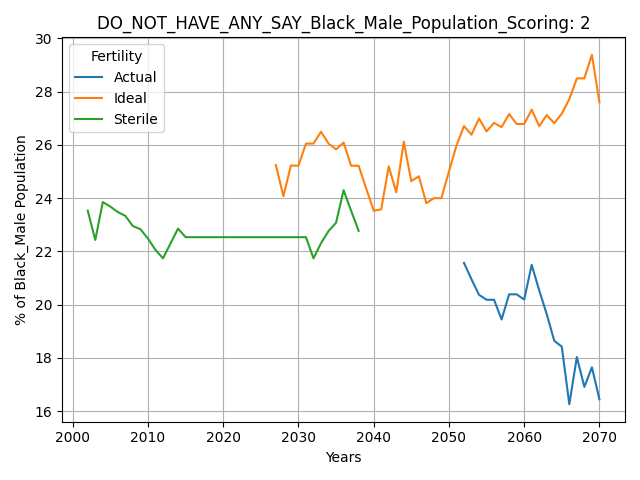 DO_NOT_HAVE_ANY_SAY_Black_Male_Population_Scoring: 2
% of Black_Male Population
30
28
26
24
22
20
18
16
Fertility
Actual
Ideal
Sterile
2000 2010 2020 2030 2040 2050 2060 2070
Years